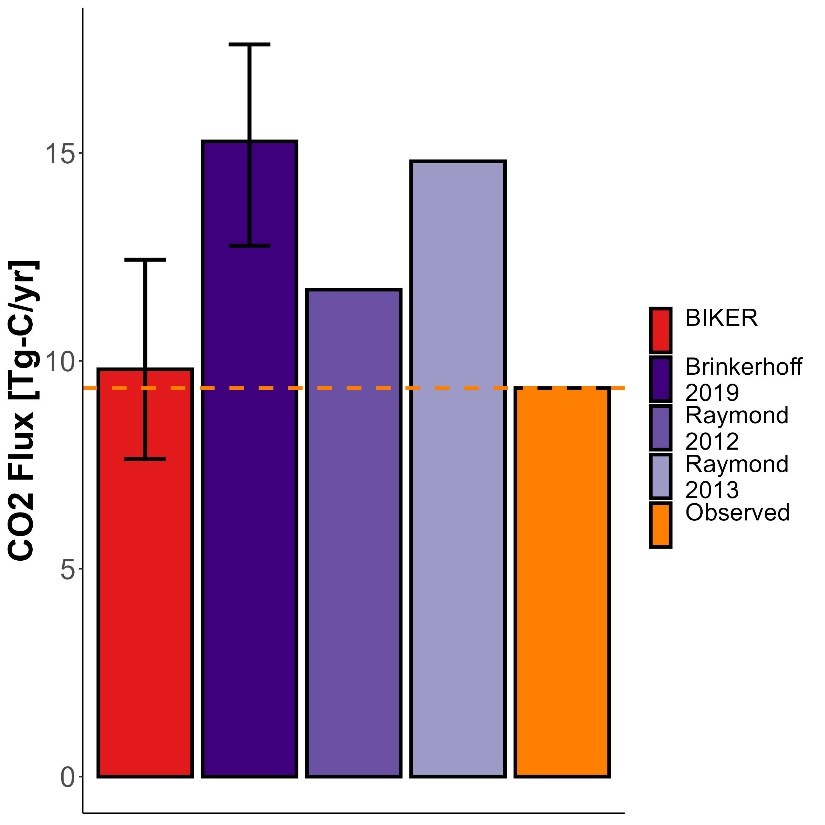 CO2 Flux [Tg-C/yr]
15
10
5
0
BIKER
Brinkerhoff
2019
Raymond
2012
Raymond
2013
Observed